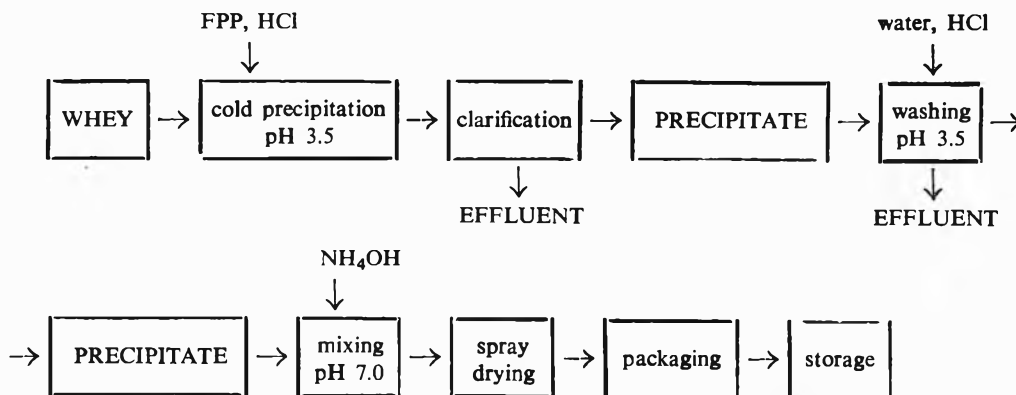 FPP, HCl
water, HCl
WHEY
cold precipitation
pH 3.5
clarification
PRECIPITATE
washing
pH 3.5
EFFLUENT
EFFLUENT
NH₄OH
PRECIPITATE
mixing
pH 7.0
spray
drying
packaging
storage